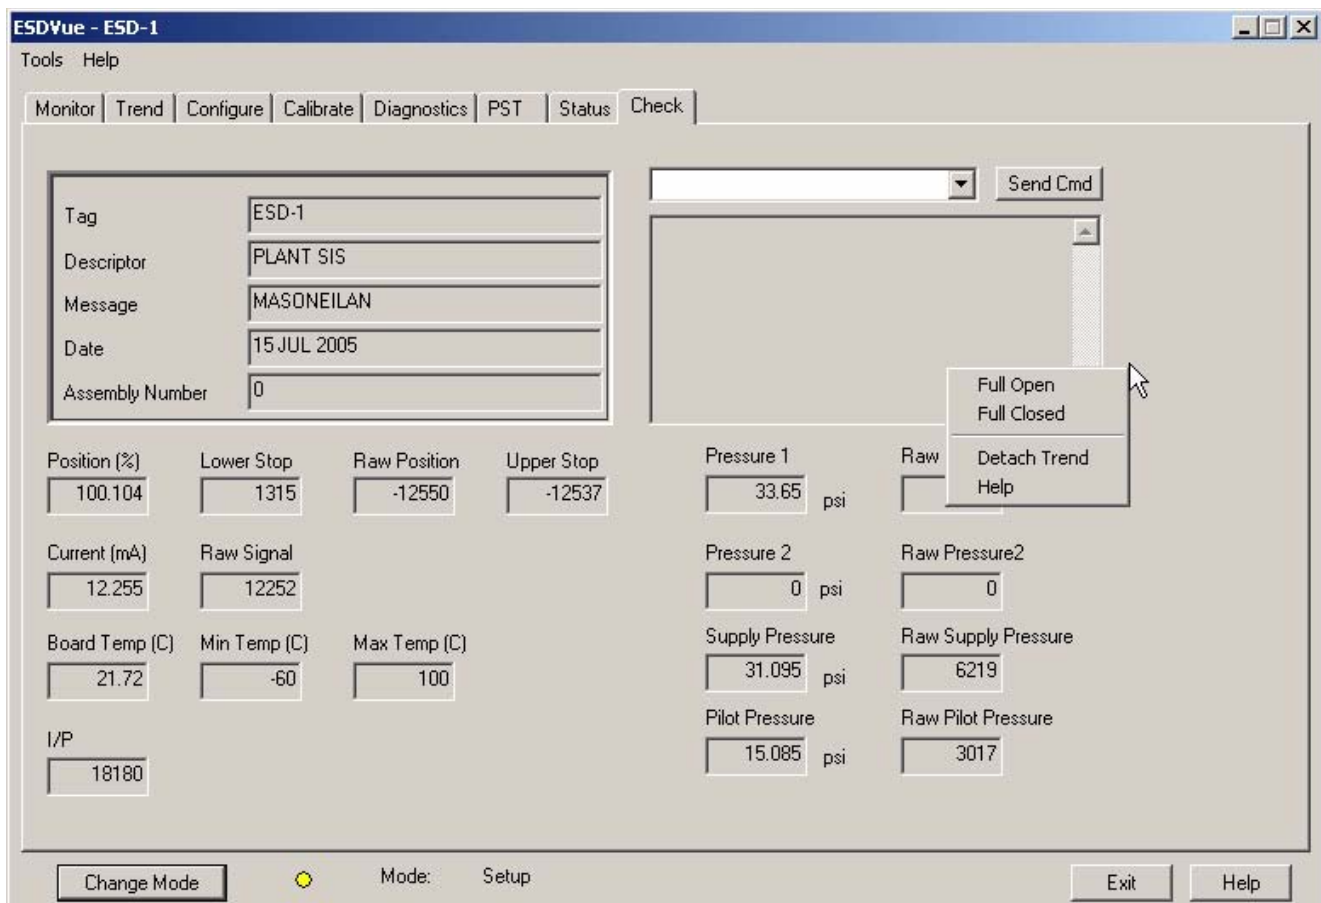 ESDVue - ESD-1
Tools Help
Monitor Trend Configure Calibrate Diagnostics PST Status Check
Send Cmd
Tag ESD-1
Descriptor PLANT SIS
Message MASONEILAN
Date 15 JUL 2005
Assembly Number 0
Full Open
Full Closed
Detach Trend
Help
Position (%) Lower Stop Raw Position Upper Stop
100.104 1315 -12550 -12537
Pressure 1 Raw
33.65 psi
Current (mA) Raw Signal
12.255 12252
Pressure 2 Raw Pressure2
0 psi 0
Board Temp (C) Min Temp (C) Max Temp (C)
21.72 -60 100
Supply Pressure Raw Supply Pressure
31.095 psi 6219
Pilot Pressure Raw Pilot Pressure
15.085 psi 3017
I/P
18180
Change Mode Mode: Setup Exit Help